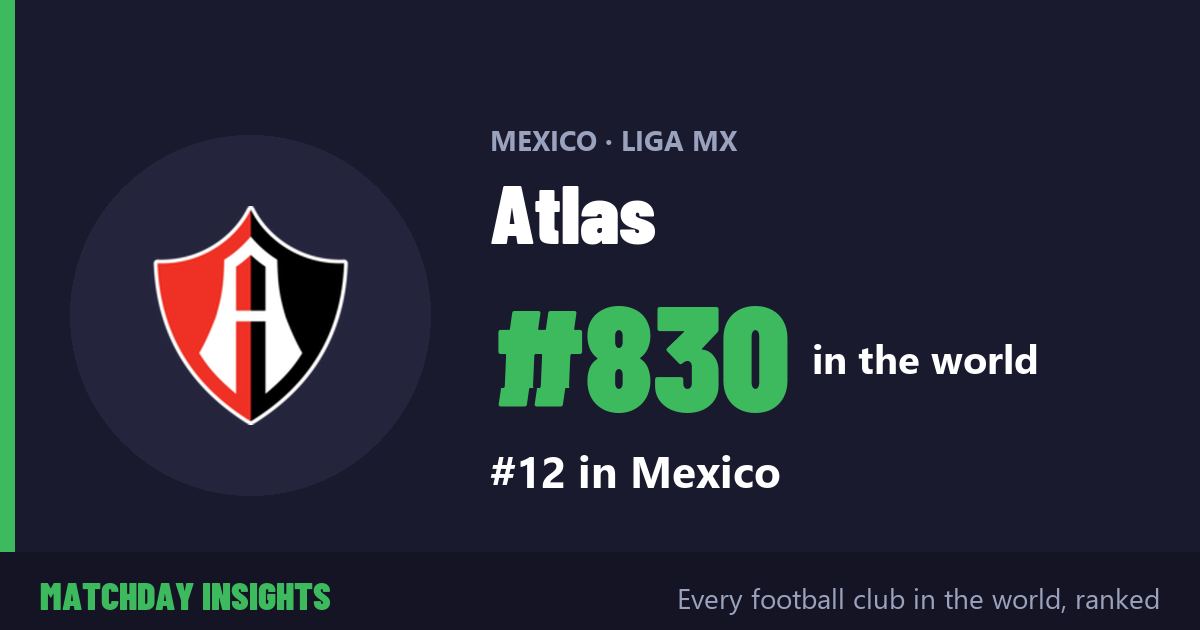 MEXICO · LIGA MX
Atlas
A
#830 in the world
#12 in Mexico
MATCHDAY INSIGHTS
Every football club in the world, ranked